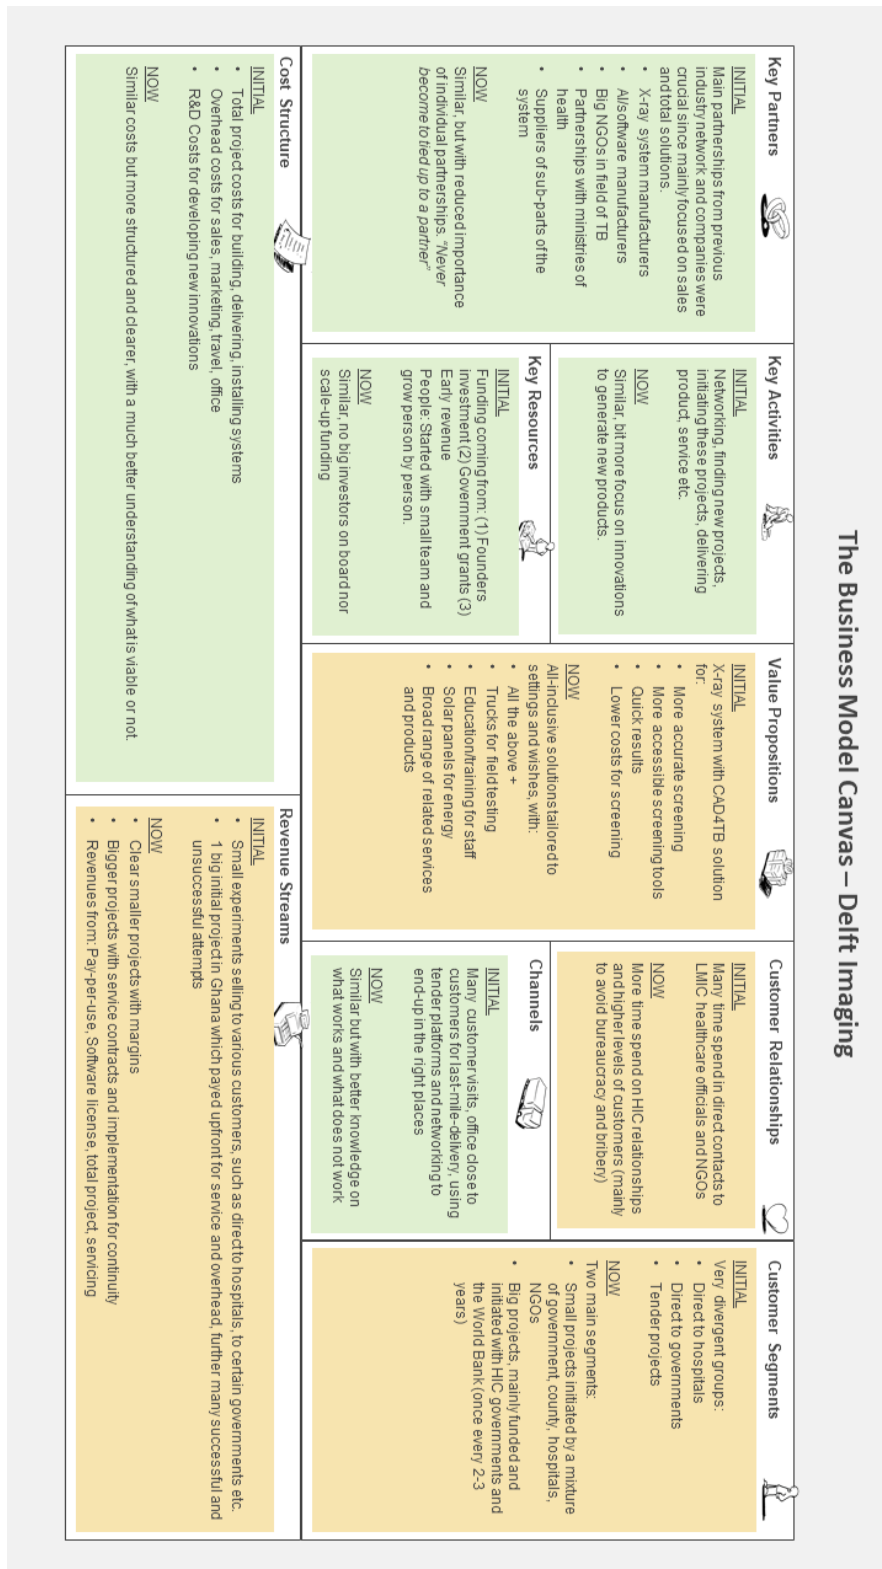 The Business Model Canvas – Delft Imaging
Key Partners
INITIAL
Main partnerships from previous
industry network and companies were
crucial since mainly focused on sales
and total solutions.
• X-ray system manufacturers
• AI/software manufacturers
• Big NGOs in field of TB
• Partnerships with ministries of
health
• Suppliers of sub-parts of the
system
NOW
Similar, but with reduced importance
of individual partnerships. “Never
become to tied up to a partner”
Key Activities
INITIAL
Networking, finding new projects,
initiating these projects, delivering
product, service etc.
NOW
Similar, bit more focus on innovations
to generate new products.
Key Resources
INITIAL
Funding coming from: (1) Founders
investment (2) Government grants (3)
Early revenue
People: Started with small team and
grow person by person.
NOW
Similar, no big investors on board nor
scale-up funding
Value Propositions
INITIAL
X-ray system with CAD4TB solution
for:
• More accurate screening
• More accessible screening tools
• Quick results
• Lower costs for screening
NOW
All-inclusive solutions tailored to
settings and wishes, with:
• All the above +
• Trucks for field testing
• Education/training for staff
• Solar panels for energy
• Broad range of related services
and products
Customer Relationships
INITIAL
Many time spend in direct contacts to
LMIC healthcare officials and NGOs
NOW
More time spend on HIC relationships
and higher levels of customers (mainly
to avoid bureaucracy and bribery)
Channels
INITIAL
Many customer visits, office close to
customers for last-mile-delivery, using
tender platforms and networking to
end-up in the right places
NOW
Similar but with better knowledge on
what works and what does not work
Customer Segments
INITIAL
Very divergent groups:
• Direct to hospitals
• Direct to governments
• Tender projects
NOW
Two main segments:
• Small projects initiated by a mixture
of government, county, hospitals,
NGOs
• Big projects, mainly funded and
initiated with HIC governments and
the World Bank (once every 2-3
years)
Cost Structure
INITIAL
• Total project costs for building, delivering, installing systems
• Overhead costs for sales, marketing, travel, office
• R&D Costs for developing new innovations
NOW
Similar costs but more structured and clearer, with a much better understanding of what is viable or not.
Revenue Streams
INITIAL
• Small experiments selling to various customers, such as direct to hospitals, to certain governments etc.
• 1 big initial project in Ghana which payed upfront for service and overhead, further many successful and
unsuccessful attempts
NOW
• Clear smaller projects with margins
• Bigger projects with service contracts and implementation for continuity
• Revenues from: Pay-per-use, Software license, total project, servicing